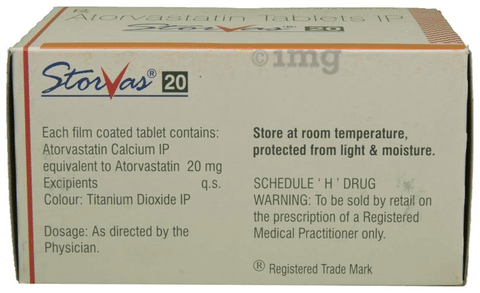 Rx
Atorvastatin Tablets IP
Storvas 20
1mg
Storvas® 20
Each film coated tablet contains:
Atorvastatin Calcium IP
equivalent to Atorvastatin 20 mg
Excipients q.s.
Colour: Titanium Dioxide IP
Dosage: As directed by the
Physician.
Store at room temperature,
protected from light & moisture.
SCHEDULE ' H ' DRUG
WARNING: To be sold by retail on
the prescription of a Registered
Medical Practitioner only.
® Registered Trade Mark